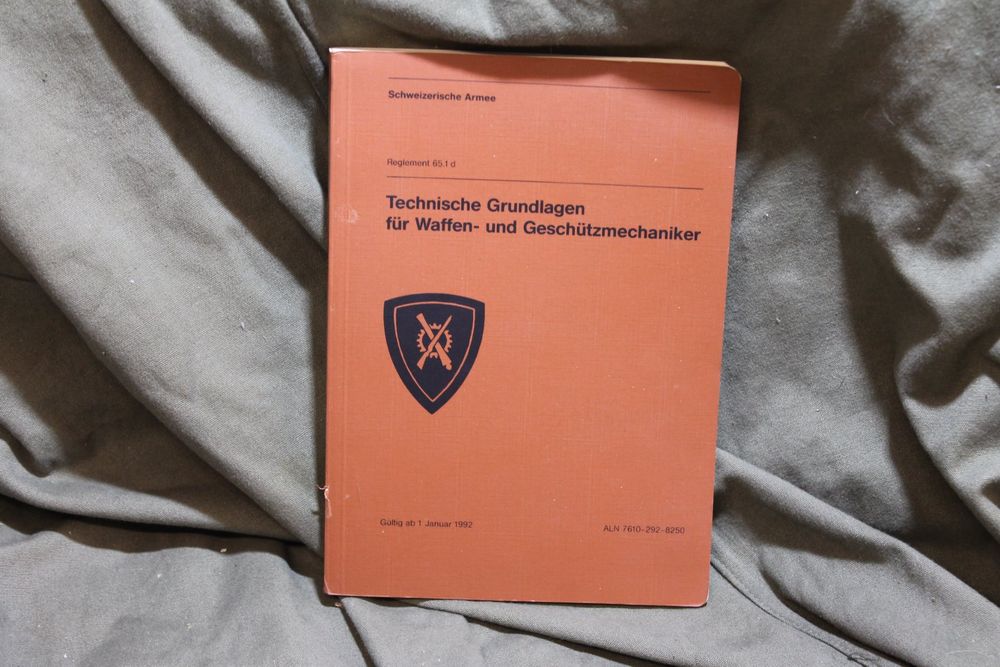 Schweizerische Armee
Reglement 65.1 d
Technische Grundlagen
für Waffen- und Geschützmechaniker
Gültig ab 1 Januar 1992
ALN 7610-292-8250